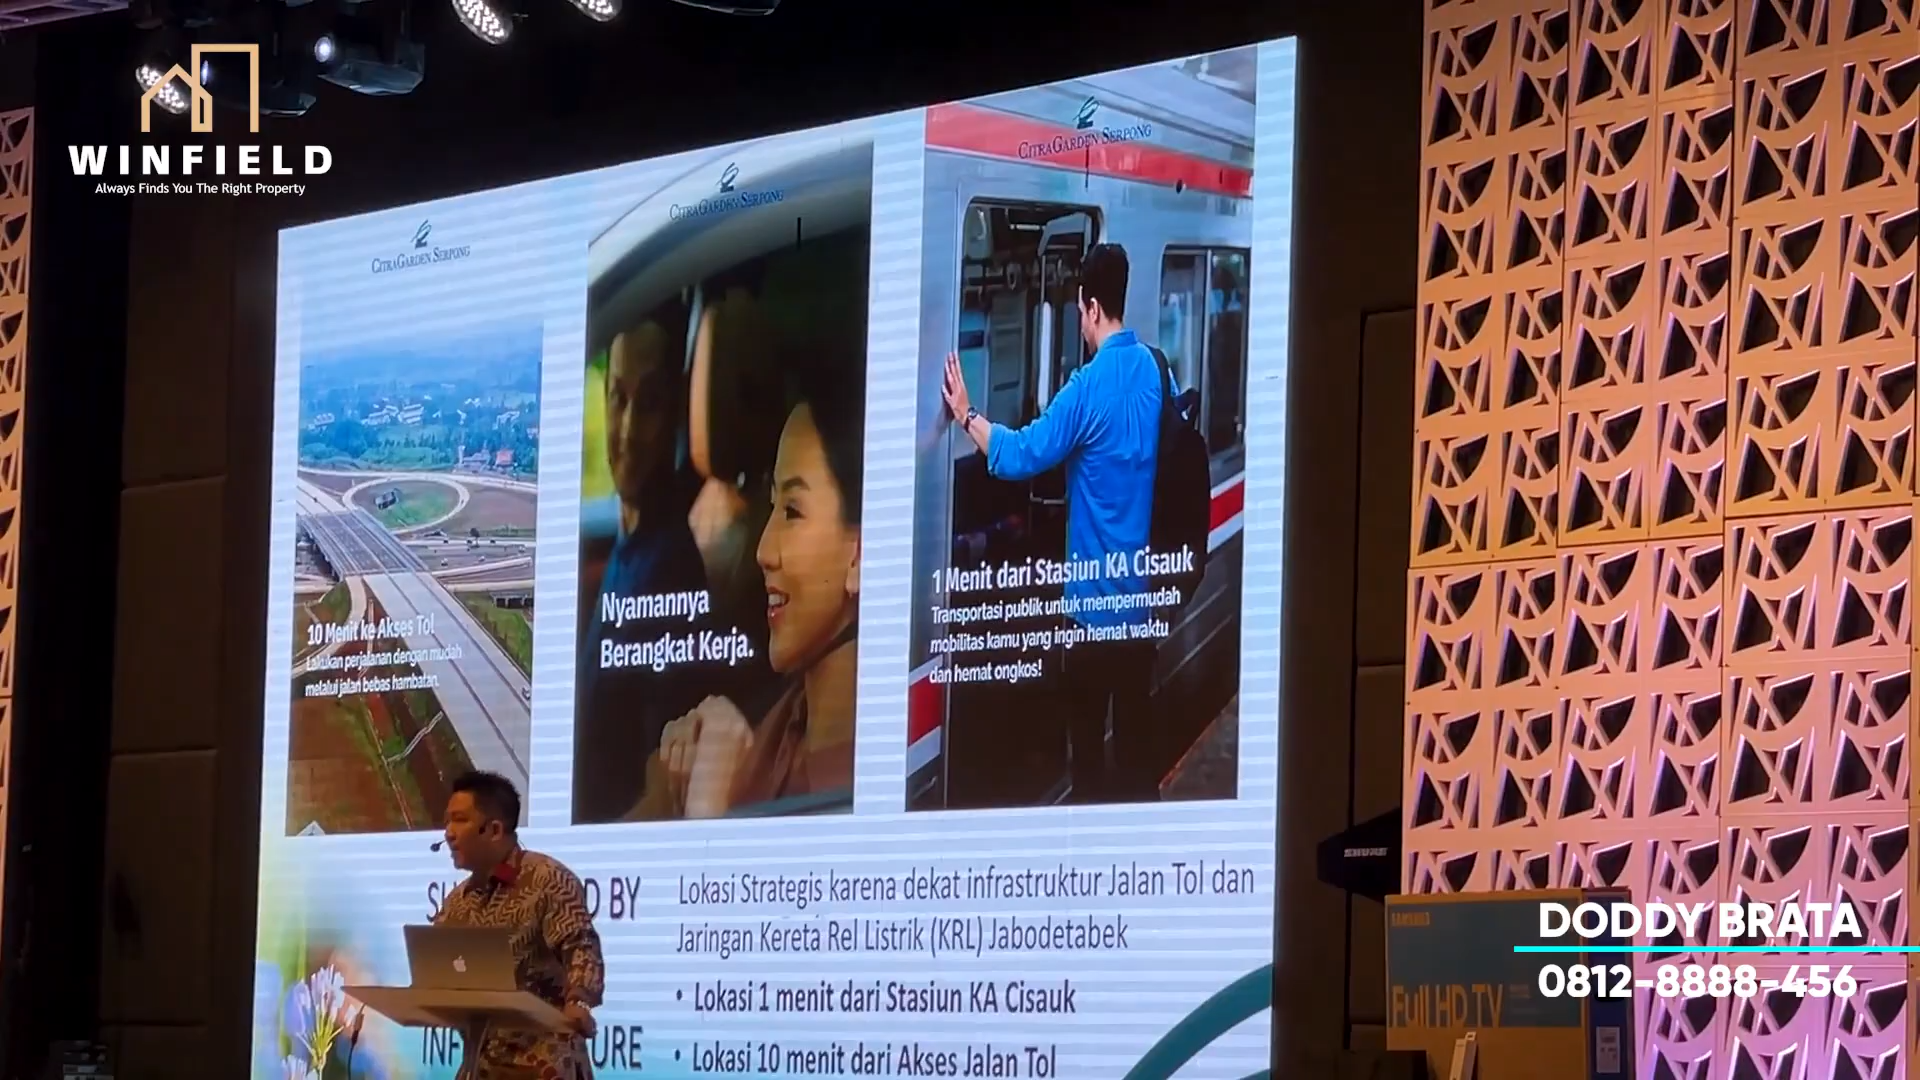 WINFIELD
Always Finds You The Right Property
CITRAGARDEN SERPONG
CITRAGARDEN SERPONG
CITRAGARDEN SERPONG
10 Menit ke Akses Tol
Lakukan perjalanan dengan mudah
melalui jalan bebas hambatan.
Nyamannya
Berangkat Kerja.
1 Menit dari Stasiun KA Cisauk
Transportasi publik untuk mempermudah
mobilitas kamu yang ingin hemat waktu
dan hemat ongkos!
BY
Lokasi Strategis karena dekat infrastruktur Jalan Tol dan
Jaringan Kereta Rel Listrik (KRL) Jabodetabek
• Lokasi 1 menit dari Stasiun KA Cisauk
• Lokasi 10 menit dari Akses Jalan Tol
SHURE
SAMSUNG
Full HD TV
DODDY BRATA
0812-8888-456